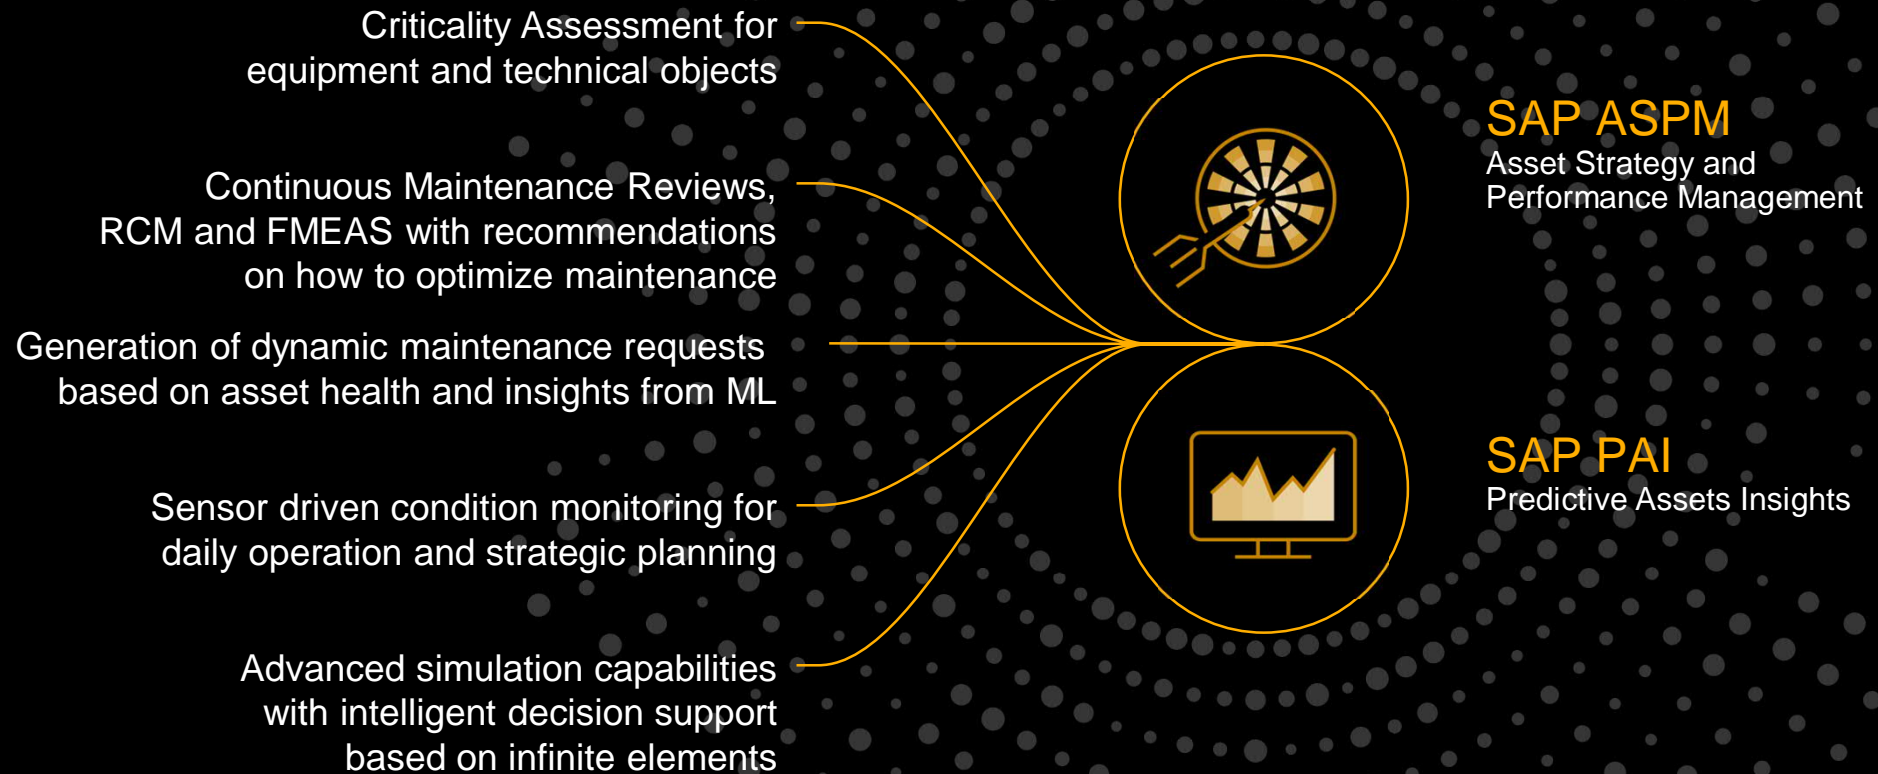 Criticality Assessment for
equipment and technical objects
Continuous Maintenance Reviews,
RCM and FMEAS with recommendations
on how to optimize maintenance
Generation of dynamic maintenance requests
based on asset health and insights from ML
Sensor driven condition monitoring for
daily operation and strategic planning
Advanced simulation capabilities
with intelligent decision support
based on infinite elements
SAP ASPM
Asset Strategy and
Performance Management
SAP PAI
Predictive Assets Insights